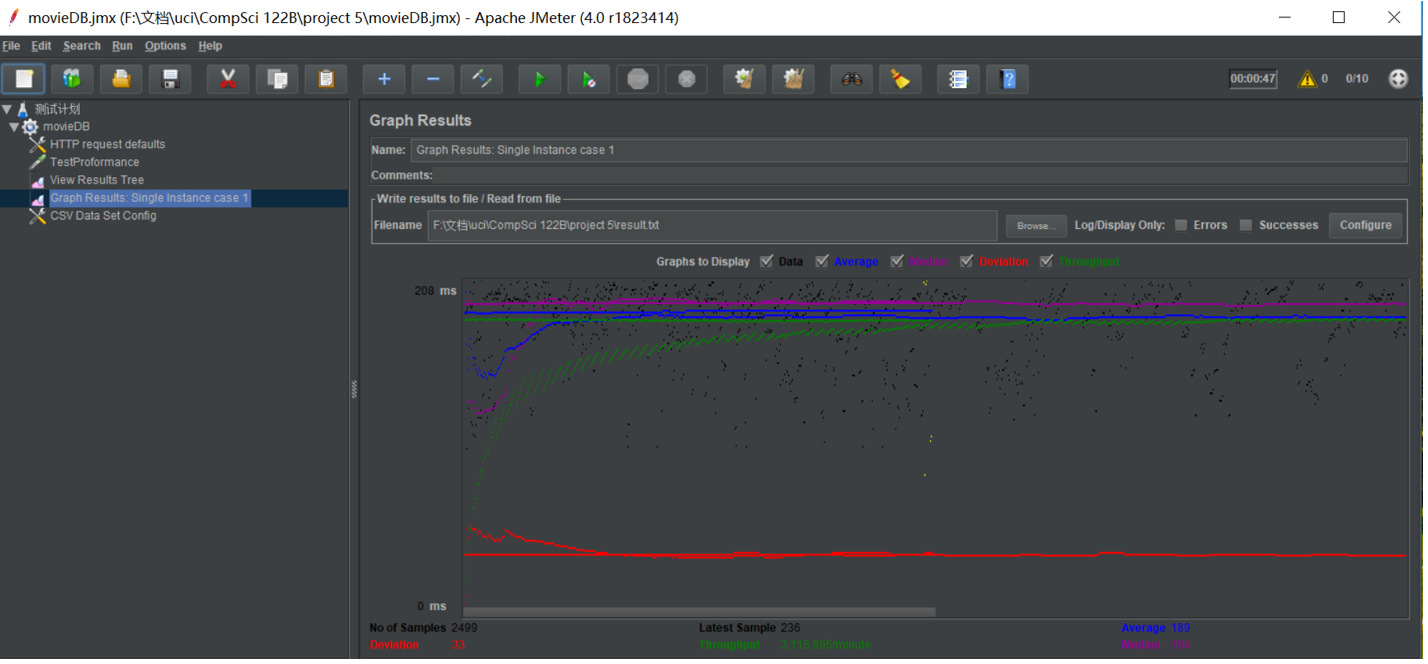 movieDB.jmx (F:\文档\uci\CompSci 122B\project 5\movieDB.jmx) - Apache JMeter (4.0 r1823414)
File Edit Search Run Options Help
00:00:47 0 0/10
测试计划
movieDB
HTTP request defaults
TestProformance
View Results Tree
Graph Results: Single Instance case 1
CSV Data Set Config
Graph Results
Name: Graph Results: Single Instance case 1
Comments:
Write results to file / Read from file
Filename F:\文档\uci\CompSci 122B\project 5\result.txt Browse... Log/Display Only: Errors Successes Configure
Graphs to Display Data Average Median Deviation Throughput
208 ms
0 ms
No of Samples 2499 Latest Sample 236 Average 189
Deviation 33 Throughput Median